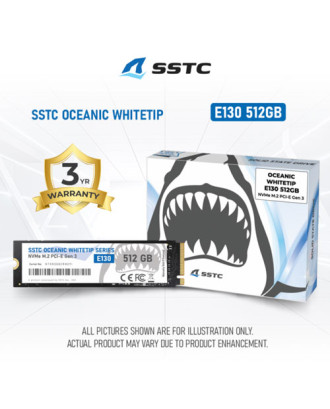 SSTC
SSTC OCEANIC WHITETIP
E130 512GB
3 YR
WARRANTY
OCEANIC
WHITETIP
E130 512GB
NVMe M.2 PCI-E Gen 3
SSTC OCEANIC WHITETIP SERIES
NVMe M.2 PCI-E Gen 3
E130
512 GB
SSTC
ALL PICTURES SHOWN ARE FOR ILLUSTRATION ONLY.
ACTUAL PRODUCT MAY VARY DUE TO PRODUCT ENHANCEMENT.